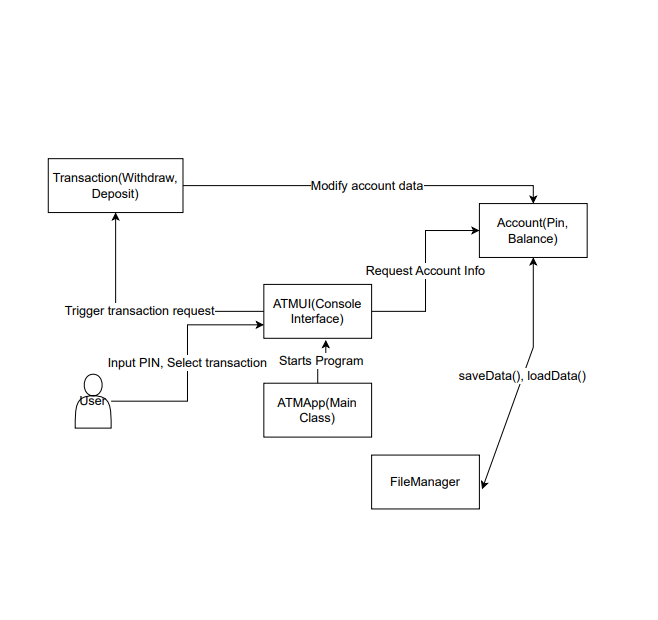 Transaction(Withdraw,
Deposit)
Modify account data
Account(Pin,
Balance)
Request Account Info
ATMUI(Console
Interface)
Trigger transaction request
Input PIN, Select transaction
Starts Program
User
ATMApp(Main
Class)
saveData(), loadData()
FileManager